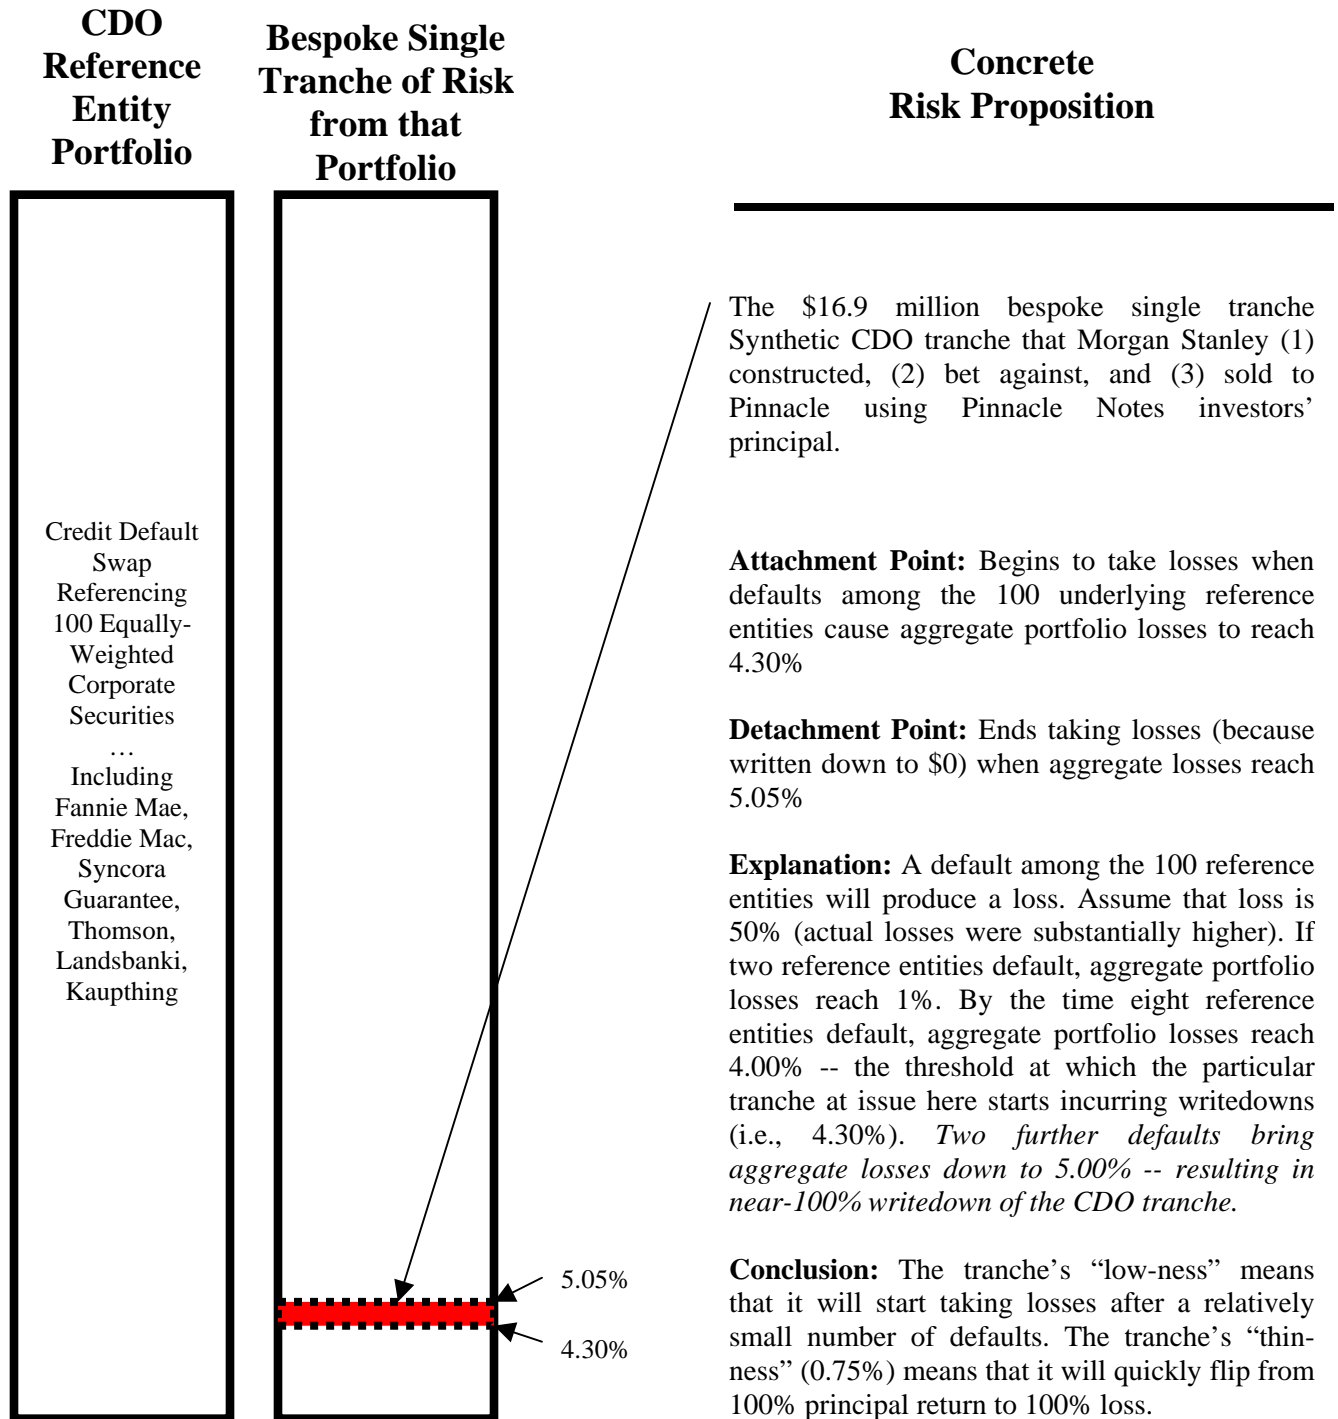 CDO
Reference
Entity
Portfolio
Bespoke Single
Tranche of Risk
from that
Portfolio
Concrete
Risk Proposition
Credit Default
Swap
Referencing
100 Equally-
Weighted
Corporate
Securities
…
Including
Fannie Mae,
Freddie Mac,
Syncora
Guarantee,
Thomson,
Landsbanki,
Kaupthing
5.05%
4.30%
The $16.9 million bespoke single tranche
Synthetic CDO tranche that Morgan Stanley (1)
constructed, (2) bet against, and (3) sold to
Pinnacle using Pinnacle Notes investors’
principal.
Attachment Point: Begins to take losses when
defaults among the 100 underlying reference
entities cause aggregate portfolio losses to reach
4.30%
Detachment Point: Ends taking losses (because
written down to $0) when aggregate losses reach
5.05%
Explanation: A default among the 100 reference
entities will produce a loss. Assume that loss is
50% (actual losses were substantially higher). If
two reference entities default, aggregate portfolio
losses reach 1%. By the time eight reference
entities default, aggregate portfolio losses reach
4.00% -- the threshold at which the particular
tranche at issue here starts incurring writedowns
(i.e., 4.30%). Two further defaults bring
aggregate losses down to 5.00% -- resulting in
near-100% writedown of the CDO tranche.
Conclusion: The tranche’s “low-ness” means
that it will start taking losses after a relatively
small number of defaults. The tranche’s “thin-
ness” (0.75%) means that it will quickly flip from
100% principal return to 100% loss.